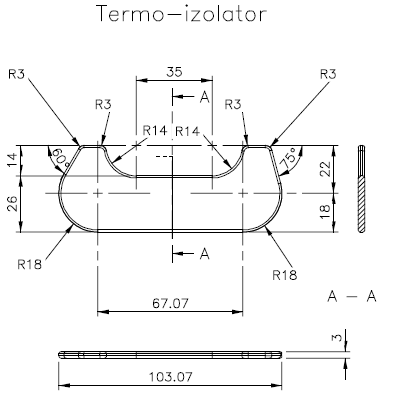 Termo-izolator
R3
35
R3
A
R3
R3
R14
R14
14
60°
75°
22
26
18
R18
A
R18
67.07
A - A
3
103.07